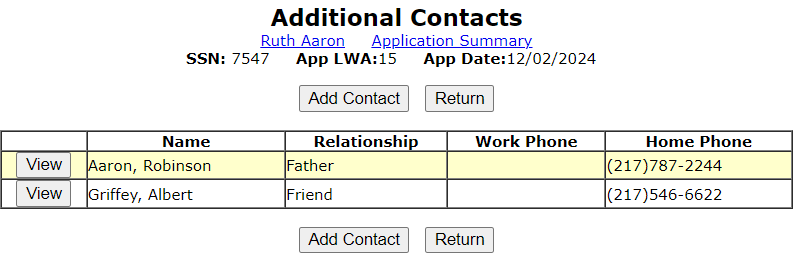 Additional Contacts
Ruth Aaron Application Summary
SSN: 7547 App LWA:15 App Date:12/02/2024
Add Contact Return
Name Relationship Work Phone Home Phone
View Aaron, Robinson Father (217)787-2244
View Griffey, Albert Friend (217)546-6622
Add Contact Return